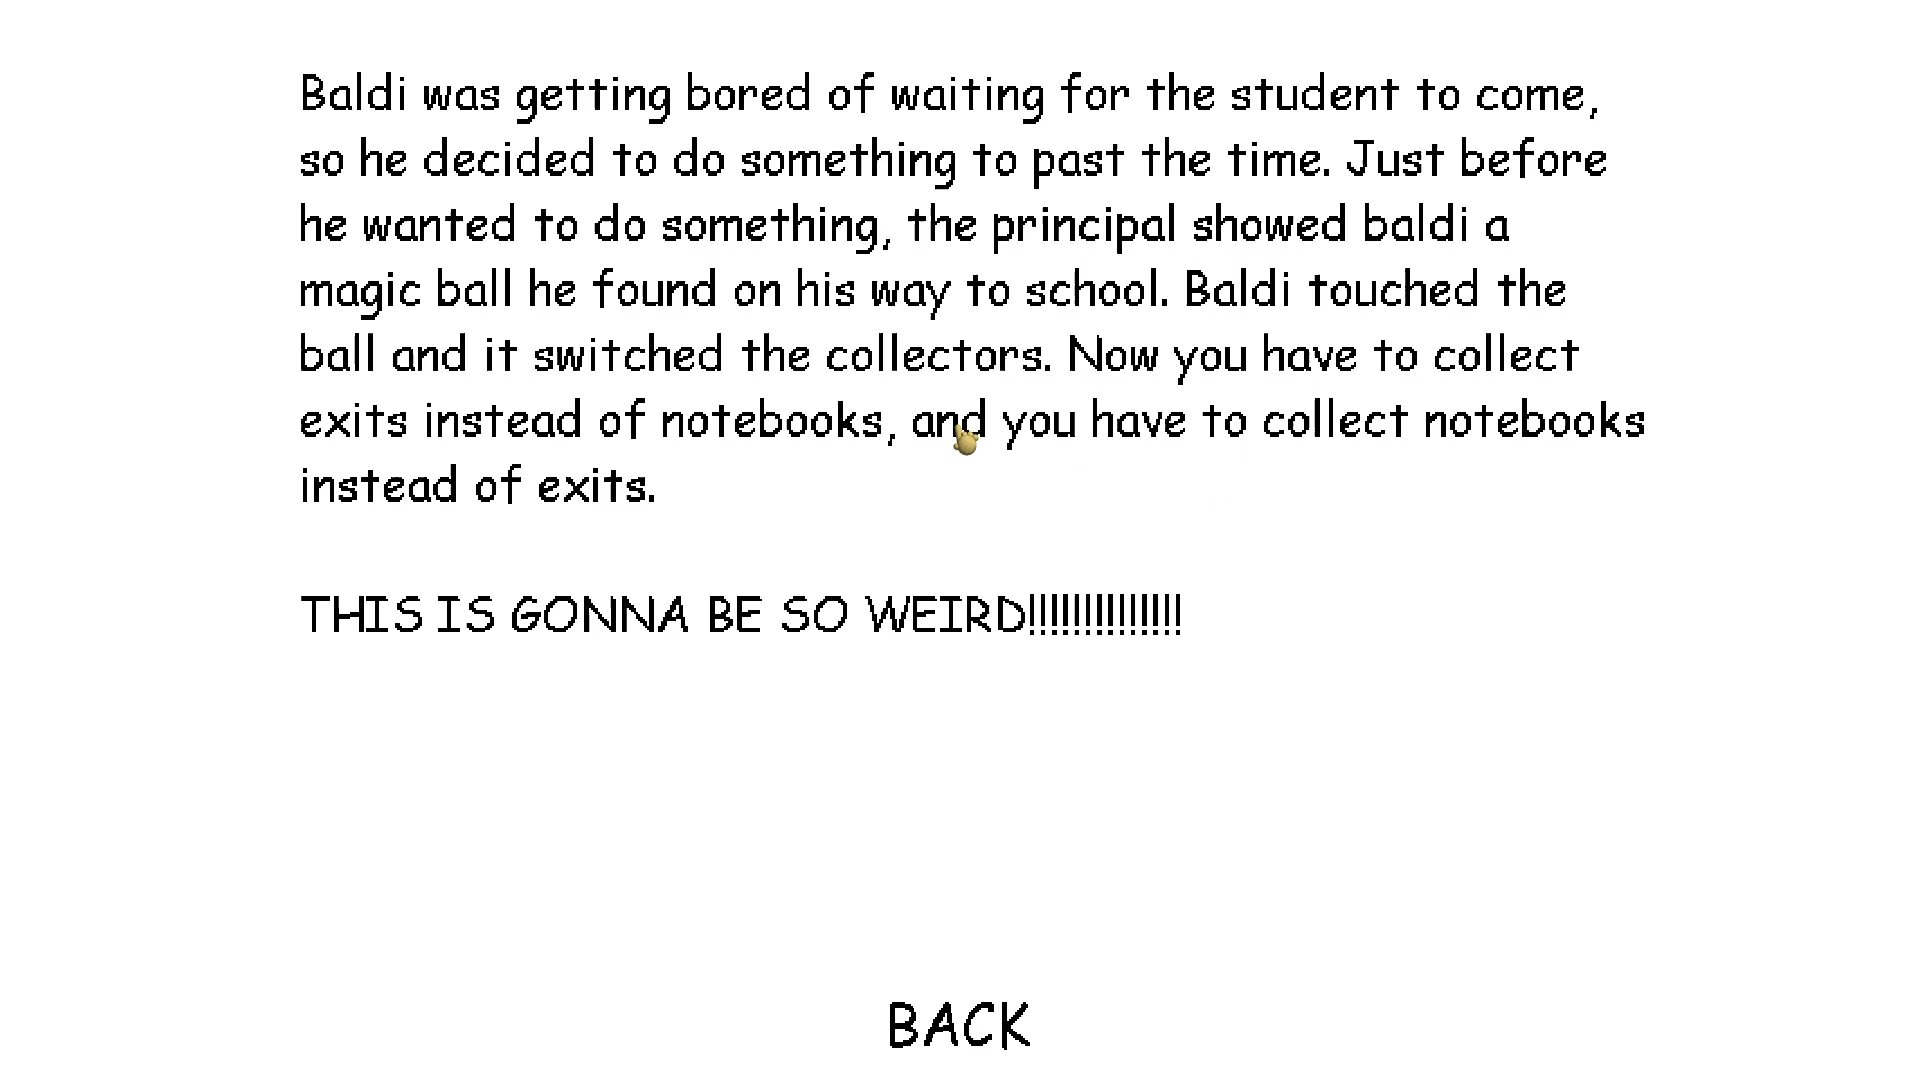 Baldi was getting bored of waiting for the student to come,
so he decided to do something to past the time. Just before
he wanted to do something, the principal showed baldi a
magic ball he found on his way to school. Baldi touched the
ball and it switched the collectors. Now you have to collect
exits instead of notebooks, and you have to collect notebooks
instead of exits.
THIS IS GONNA BE SO WEIRD!!!!!!!!!!!!!!
BACK